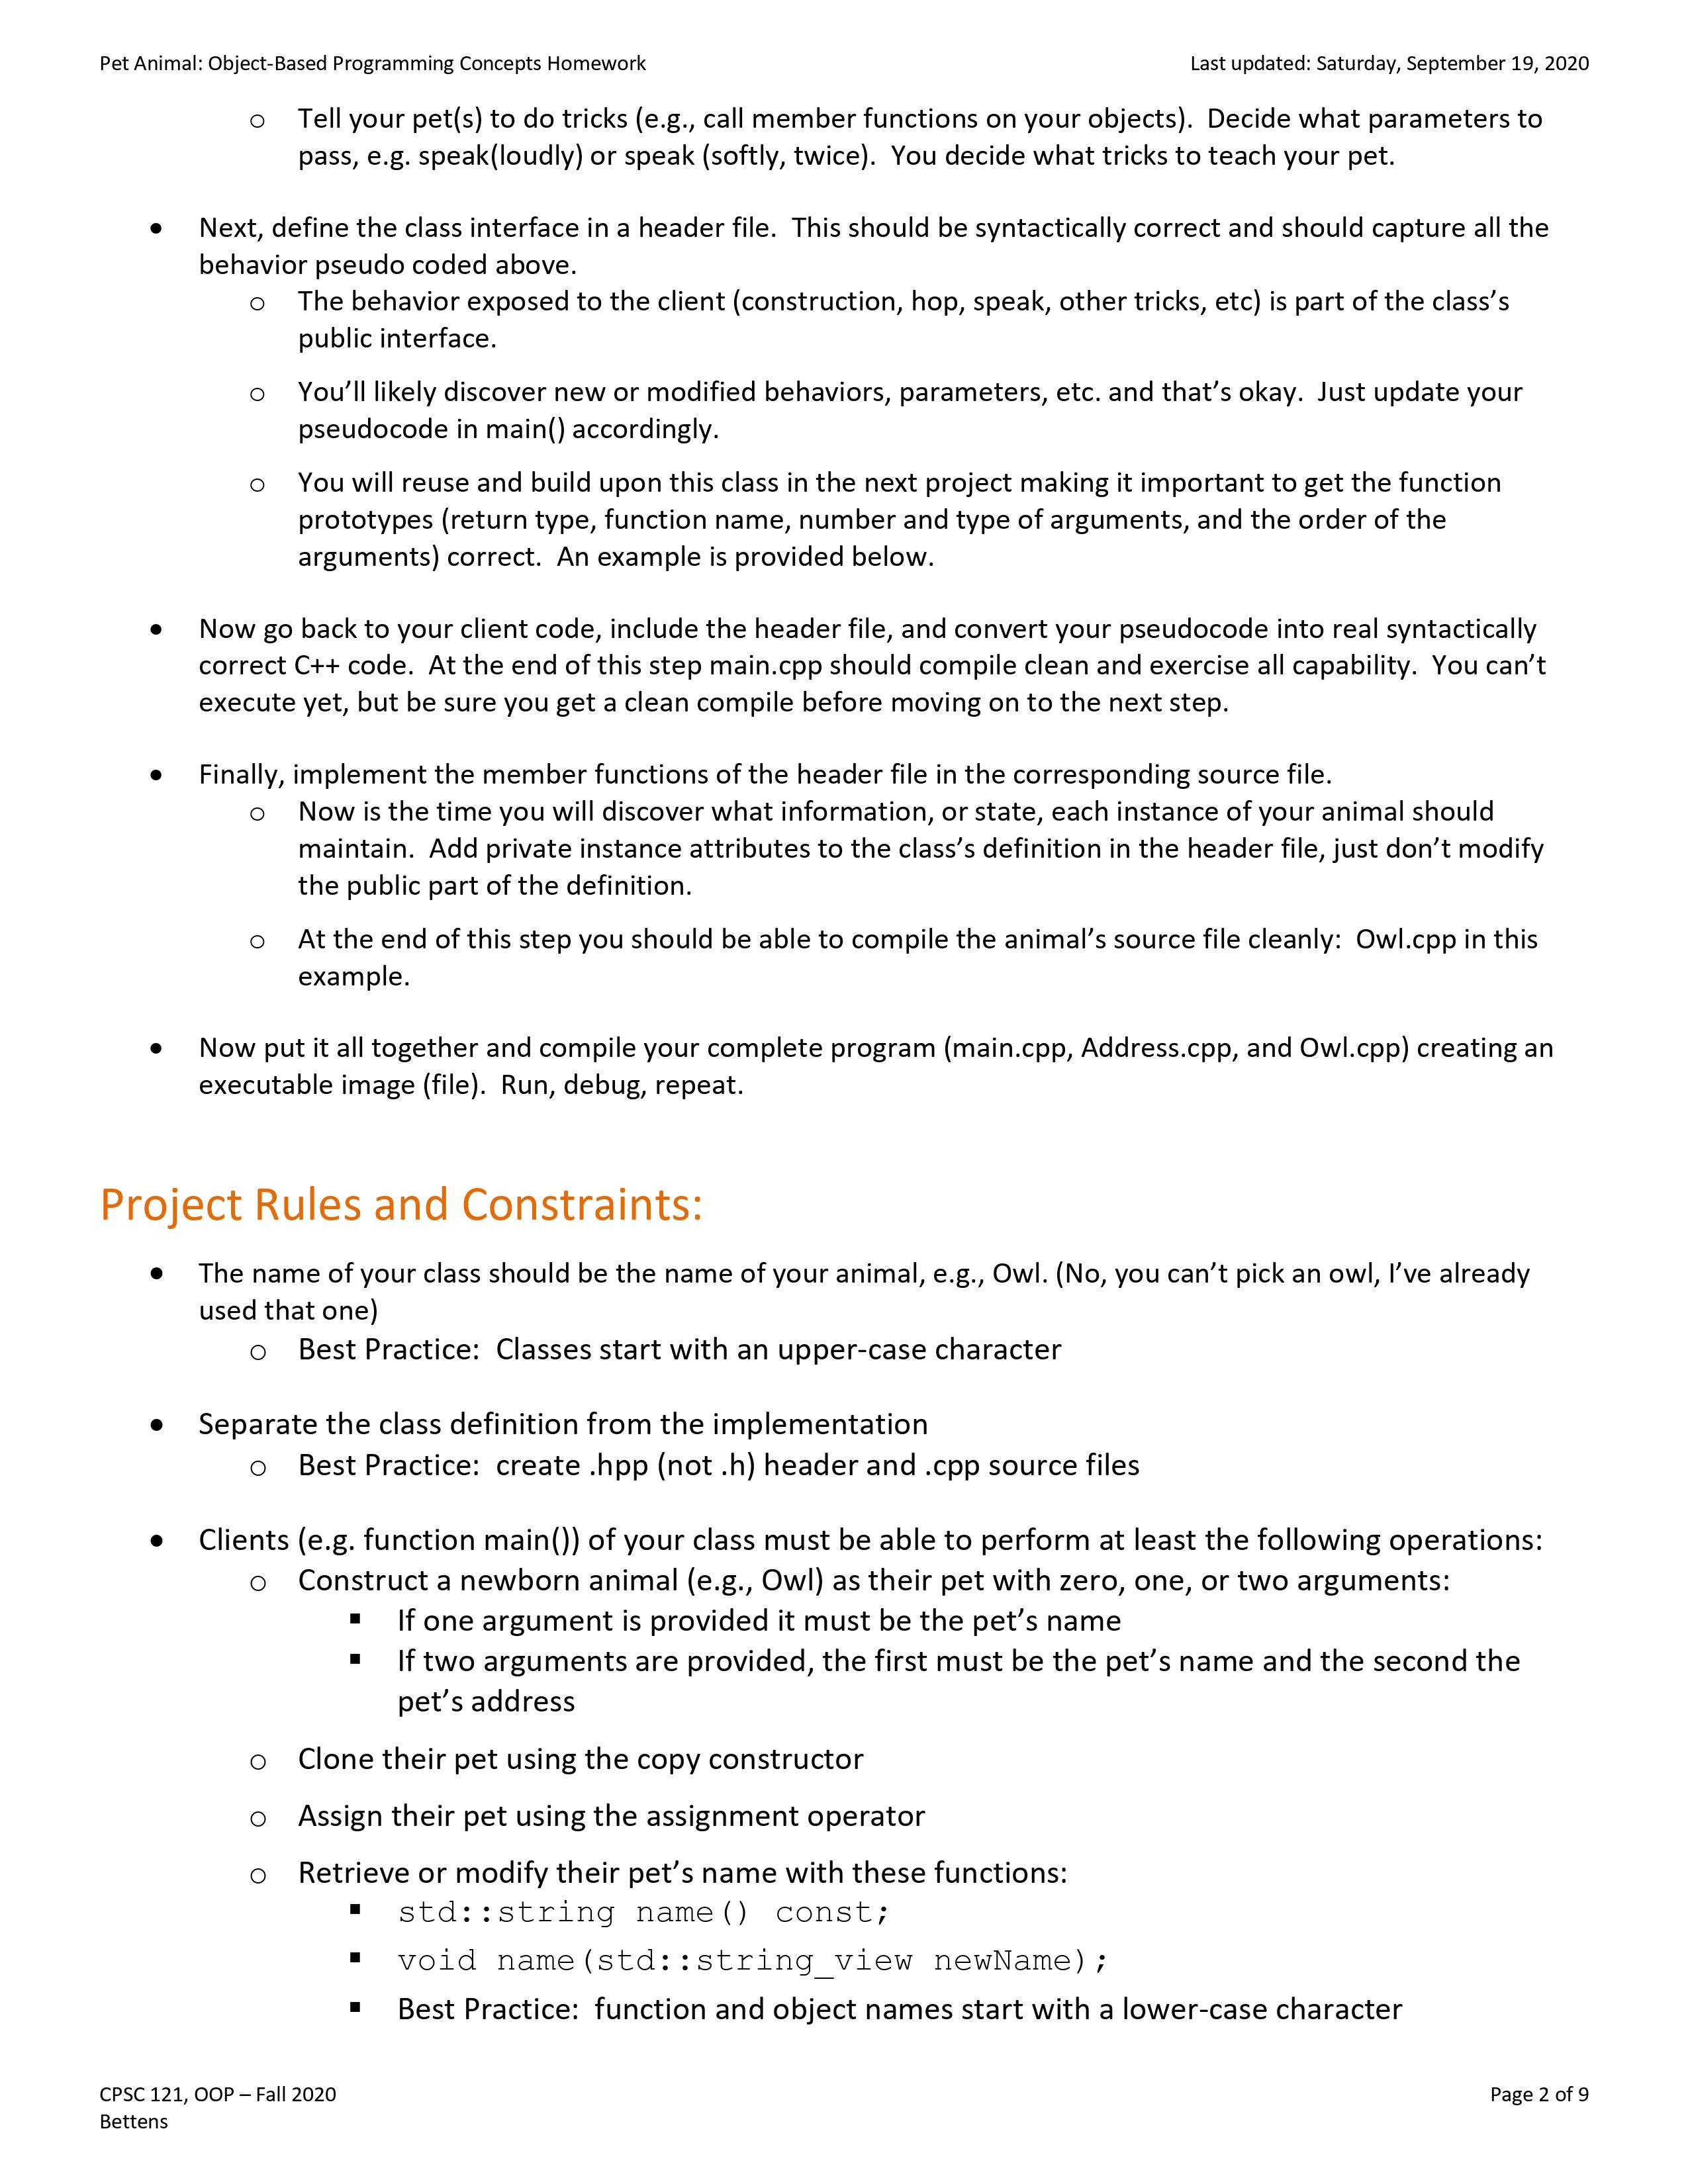 Pet Animal: Object-Based Programming Concepts Homework Last updated: Saturday, September 19, 2020
o Tell your pet(s) to do tricks (e.g., call member functions on your objects).  Decide what parameters to
pass, e.g. speak(loudly) or speak (softly, twice).  You decide what tricks to teach your pet.
• Next, define the class interface in a header file.  This should be syntactically correct and should capture all the
behavior pseudo coded above.
o The behavior exposed to the client (construction, hop, speak, other tricks, etc) is part of the class’s
public interface.
o You’ll likely discover new or modified behaviors, parameters, etc. and that’s okay.  Just update your
pseudocode in main() accordingly.
o You will reuse and build upon this class in the next project making it important to get the function
prototypes (return type, function name, number and type of arguments, and the order of the
arguments) correct.  An example is provided below.
• Now go back to your client code, include the header file, and convert your pseudocode into real syntactically
correct C++ code.  At the end of this step main.cpp should compile clean and exercise all capability.  You can’t
execute yet, but be sure you get a clean compile before moving on to the next step.
• Finally, implement the member functions of the header file in the corresponding source file.
o Now is the time you will discover what information, or state, each instance of your animal should
maintain.  Add private instance attributes to the class’s definition in the header file, just don’t modify
the public part of the definition.
o At the end of this step you should be able to compile the animal’s source file cleanly:  Owl.cpp in this
example.
• Now put it all together and compile your complete program (main.cpp, Address.cpp, and Owl.cpp) creating an
executable image (file).  Run, debug, repeat.
Project Rules and Constraints:
• The name of your class should be the name of your animal, e.g., Owl. (No, you can’t pick an owl, I’ve already
used that one)
o Best Practice:  Classes start with an upper-case character
• Separate the class definition from the implementation
o Best Practice:  create .hpp (not .h) header and .cpp source files
• Clients (e.g. function main()) of your class must be able to perform at least the following operations:
o Construct a newborn animal (e.g., Owl) as their pet with zero, one, or two arguments:
▪ If one argument is provided it must be the pet’s name
▪ If two arguments are provided, the first must be the pet’s name and the second the
pet’s address
o Clone their pet using the copy constructor
o Assign their pet using the assignment operator
o Retrieve or modify their pet’s name with these functions:
▪ std::string name() const;
▪ void name(std::string_view newName);
▪ Best Practice:  function and object names start with a lower-case character
CPSC 121, OOP – Fall 2020 Page 2 of 9
Bettens